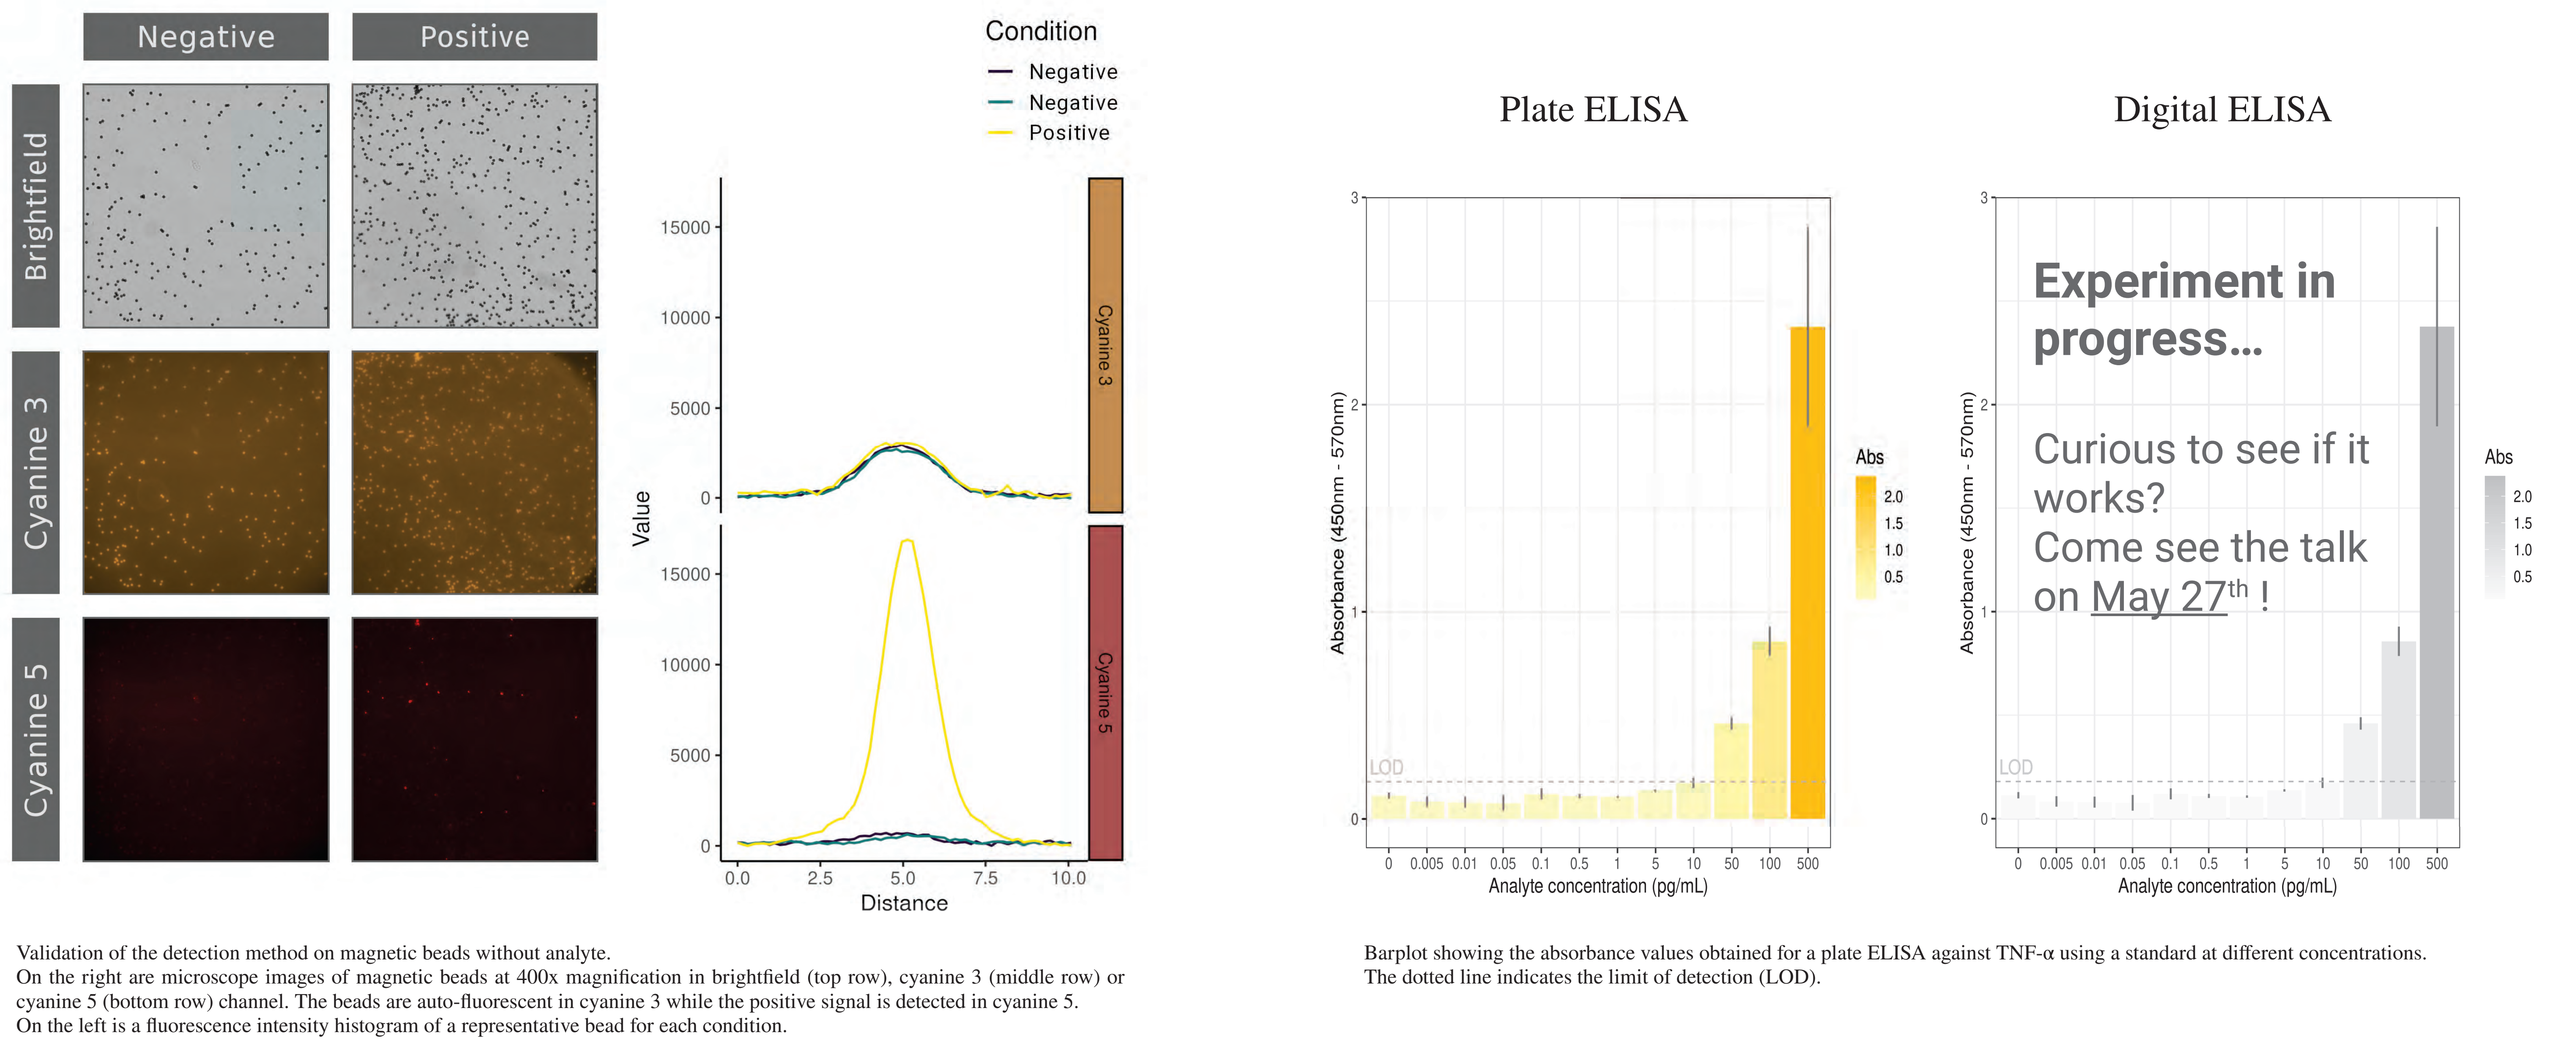 Negative
Positive
Brightfield
Cyanine 3
Cyanine 5
Condition
Negative
Negative
Positive
15000
10000
5000
0
Cyanine 3
Value
15000
10000
5000
0
Cyanine 5
0.0 2.5 5.0 7.5 10.0
Distance
Validation of the detection method on magnetic beads without analyte.
On the right are microscope images of magnetic beads at 400x magnification in brightfield (top row), cyanine 3 (middle row) or
cyanine 5 (bottom row) channel. The beads are auto-fluorescent in cyanine 3 while the positive signal is detected in cyanine 5.
On the left is a fluorescence intensity histogram of a representative bead for each condition.
Plate ELISA
3
2
1
0
Absorbance (450nm - 570nm)
LOD
0 0.005 0.01 0.05 0.1 0.5 1 5 10 50 100 500
Analyte concentration (pg/mL)
Abs
2.0
1.5
1.0
0.5
Digital ELISA
3
2
1
0
Absorbance (450nm - 570nm)
Experiment in
progress...
Curious to see if it
works?
Come see the talk
on May 27th !
LOD
0 0.005 0.01 0.05 0.1 0.5 1 5 10 50 100 500
Analyte concentration (pg/mL)
Abs
2.0
1.5
1.0
0.5
Barplot showing the absorbance values obtained for a plate ELISA against TNF-α using a standard at different concentrations.
The dotted line indicates the limit of detection (LOD).